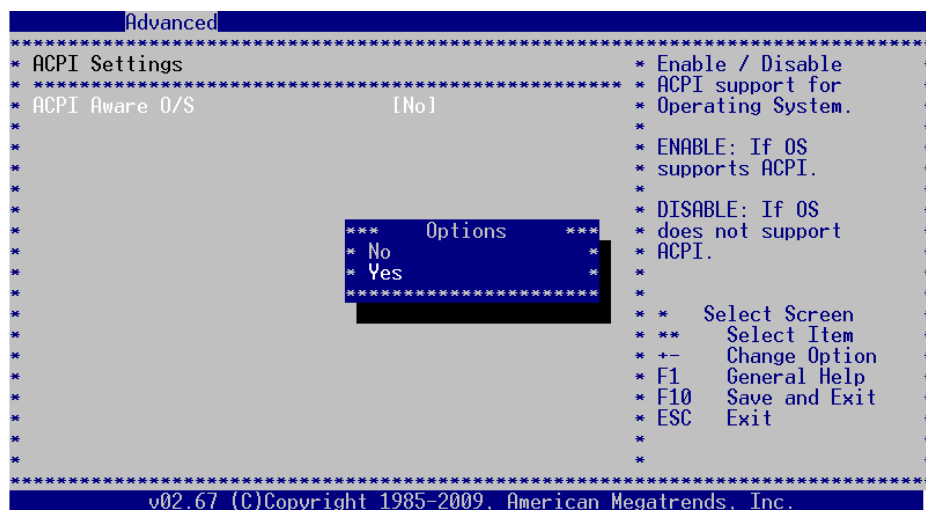 Advanced
ACPI Settings
ACPI Aware O/S [No]
*** Options ***
* No *
* Yes *
* Enable / Disable
* ACPI support for
* Operating System.
* ENABLE: If OS
* supports ACPI.
* DISABLE: If OS
* does not support
* ACPI.
* * Select Screen
* ** Select Item
* +- Change Option
* F1 General Help
* F10 Save and Exit
* ESC Exit
v02.67 (C)Copyright 1985-2009, American Megatrends, Inc.